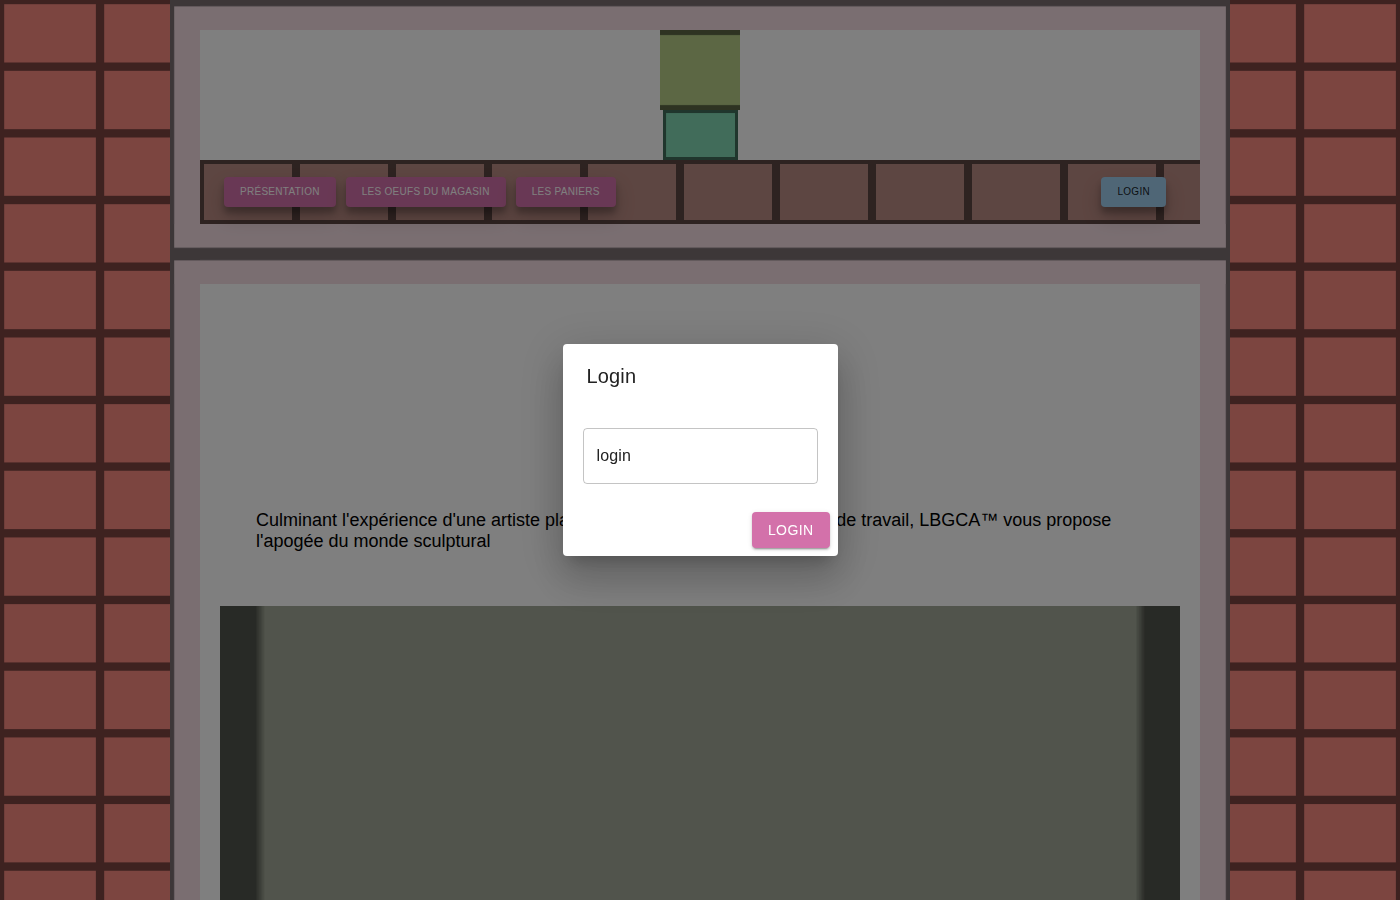 PRÉSENTATION LES OEUFS DU MAGASIN LES PANIERS LOGIN
Login
login
LOGIN
Culminant l'expérience d'une artiste pla de travail, LBGCA™ vous propose
l'apogée du monde sculptural